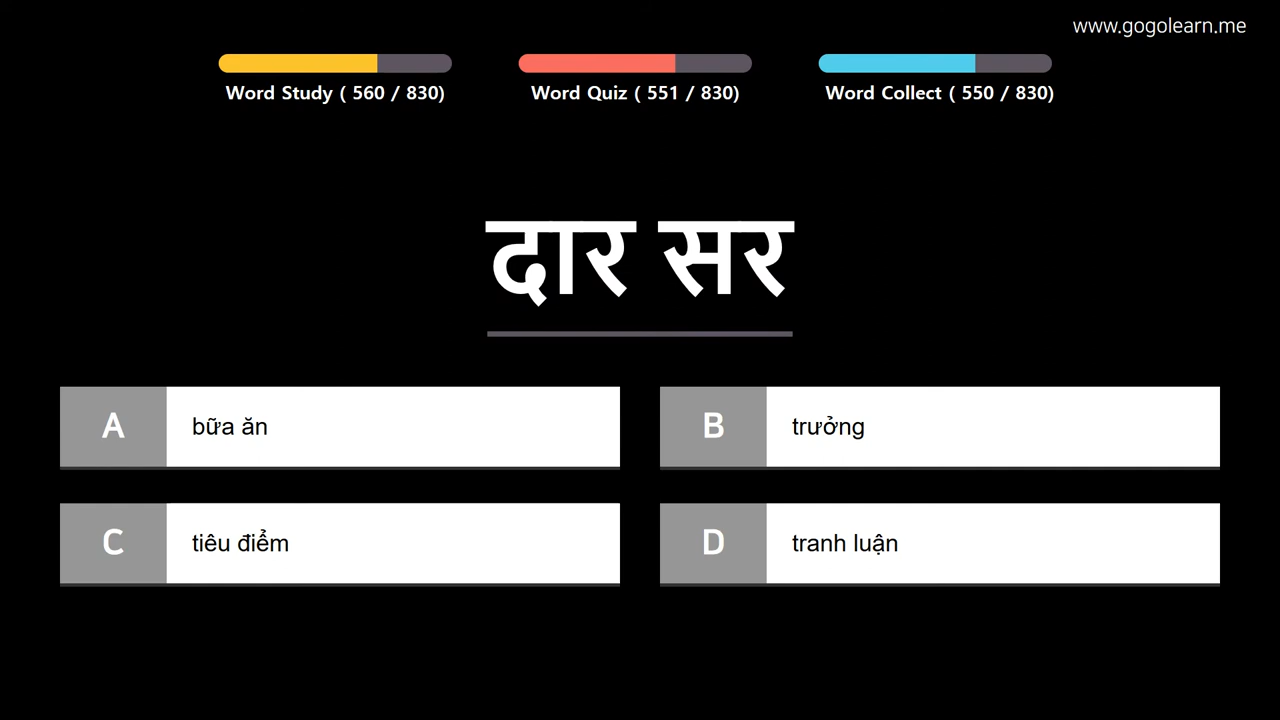 www.gogolearn.me
Word Study ( 560 / 830)
Word Quiz ( 551 / 830)
Word Collect ( 550 / 830)
दार सर
A bữa ăn
B trưởng
C tiêu điểm
D tranh luận